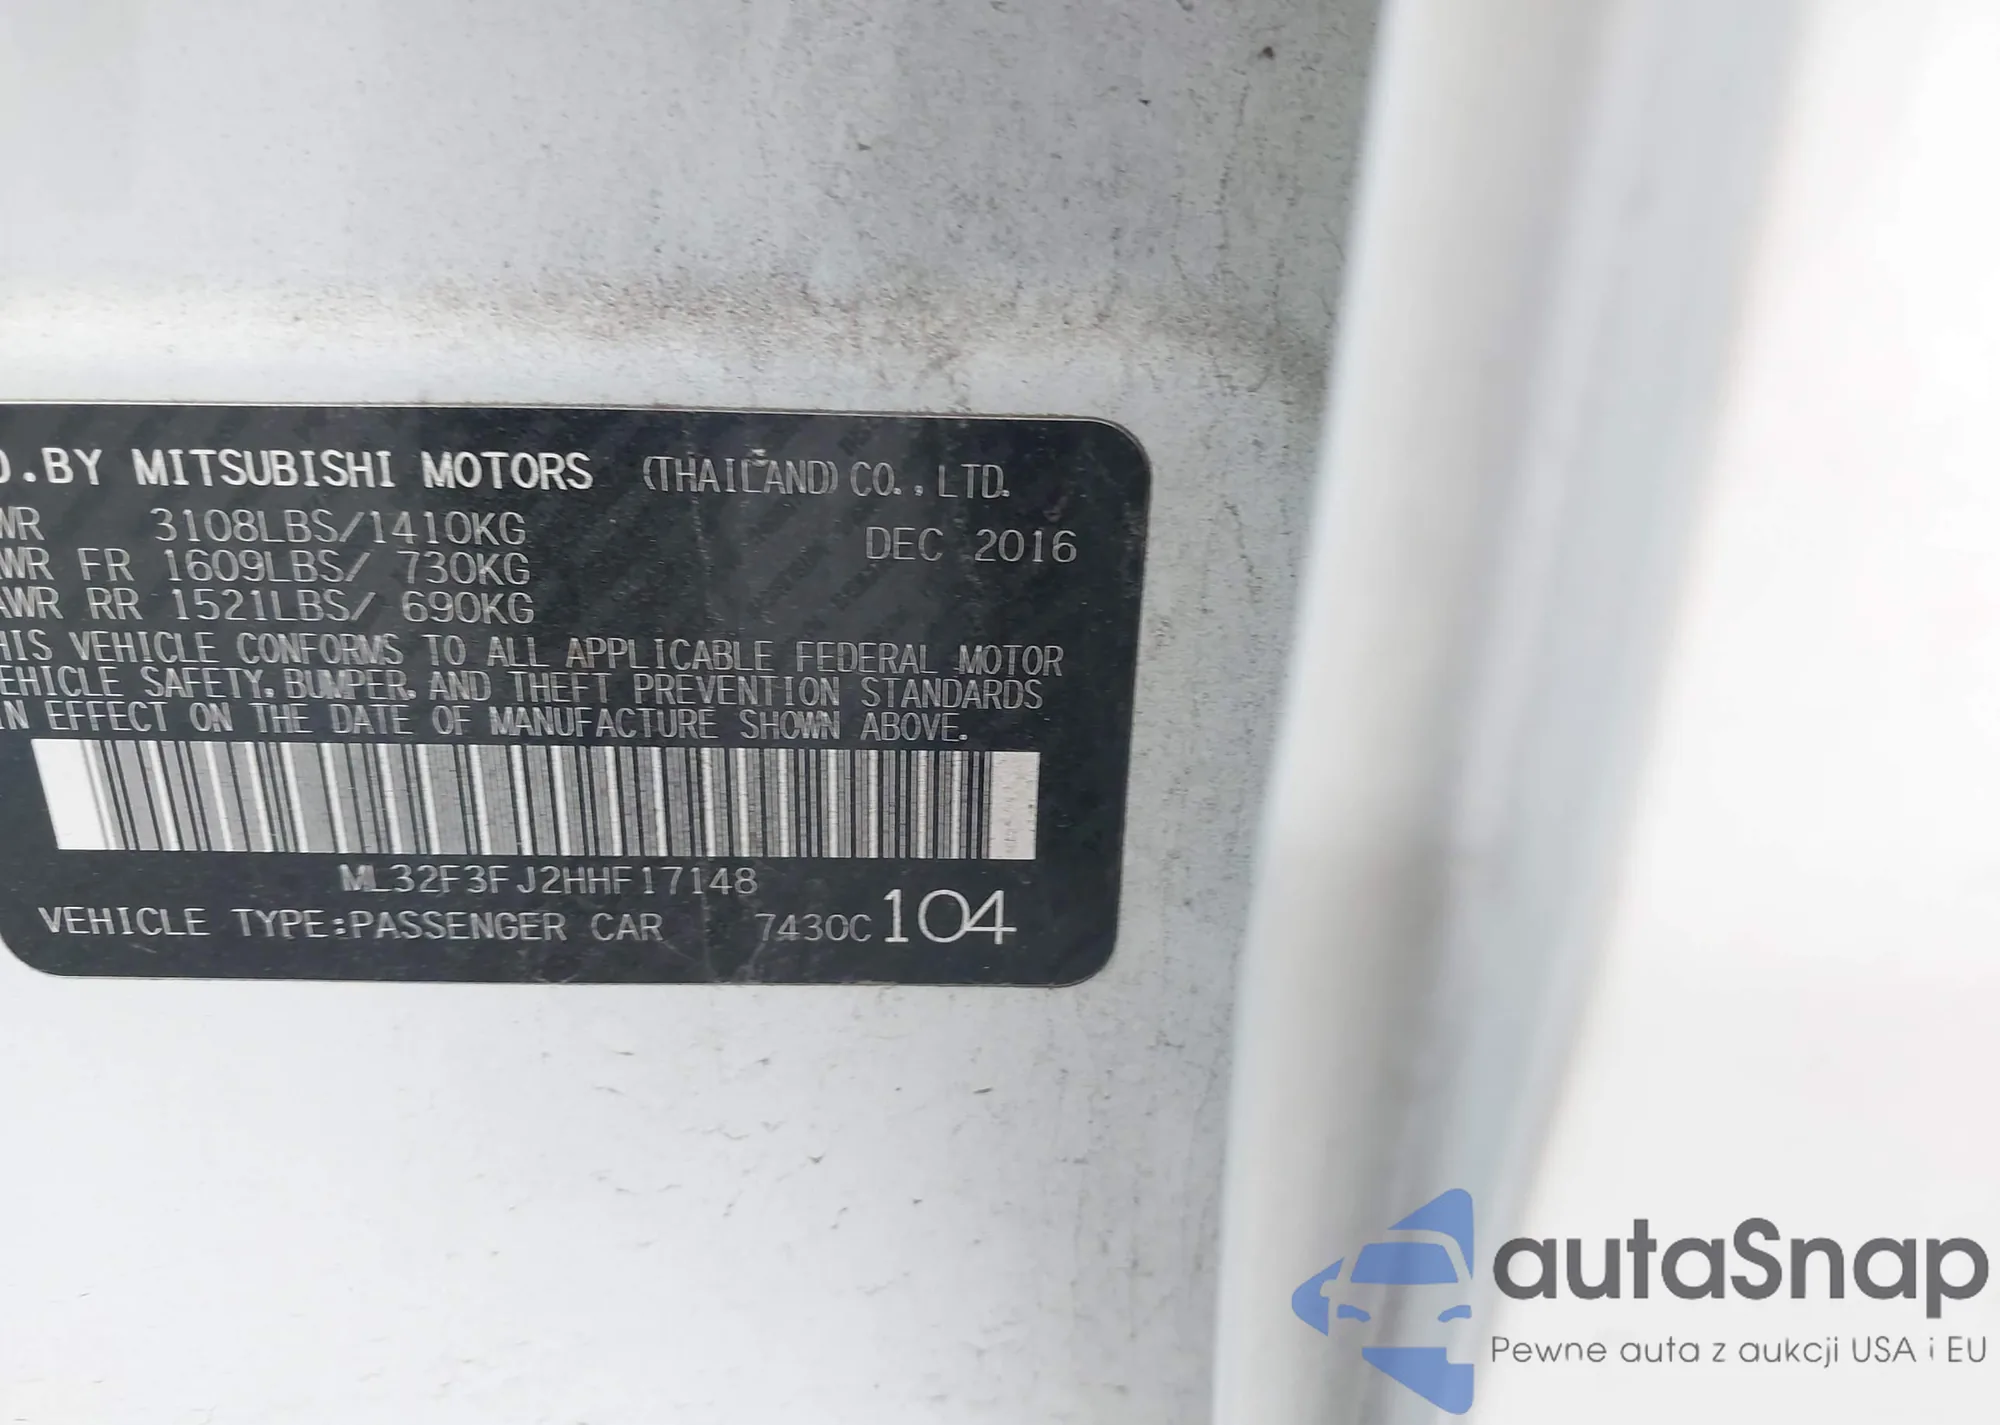 D.BY MITSUBISHI MOTORS (THAILAND) CO., LTD.
WR 3108LBS/1410KG DEC 2016
WR FR 1609LBS/ 730KG
AWR RR 1521LBS/ 690KG
HIS VEHICLE CONFORMS TO ALL APPLICABLE FEDERAL MOTOR
EHICLE SAFETY, BUMPER, AND THEFT PREVENTION STANDARDS
IN EFFECT ON THE DATE OF MANUFACTURE SHOWN ABOVE.
ML32F3FJ2HHF17148
VEHICLE TYPE:PASSENGER CAR 7430C 104
autaSnap
Pewne auta z aukcji USA i EU